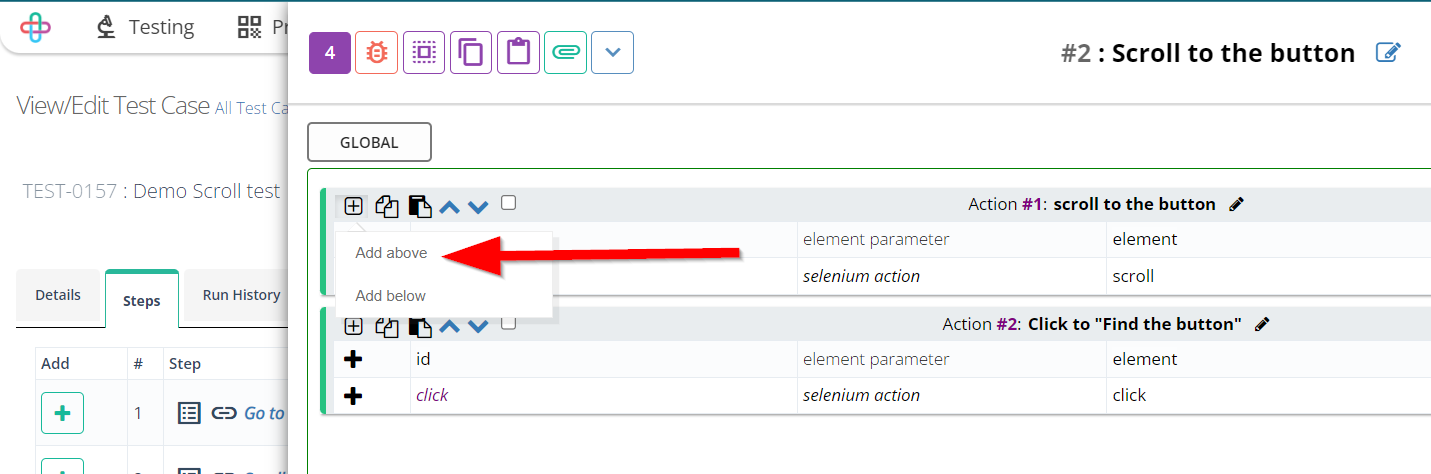 Testing
Pr
4
#2 : Scroll to the button
View/Edit Test Case All Test Ca
GLOBAL
TEST-0157 : Demo Scroll test
Action #1: scroll to the button
Add above
element parameter
element
selenium action
scroll
Add below
Details
Steps
Run History
Action #2: Click to "Find the button"
id
element parameter
element
click
selenium action
click
Add
#
Step
1
Go to